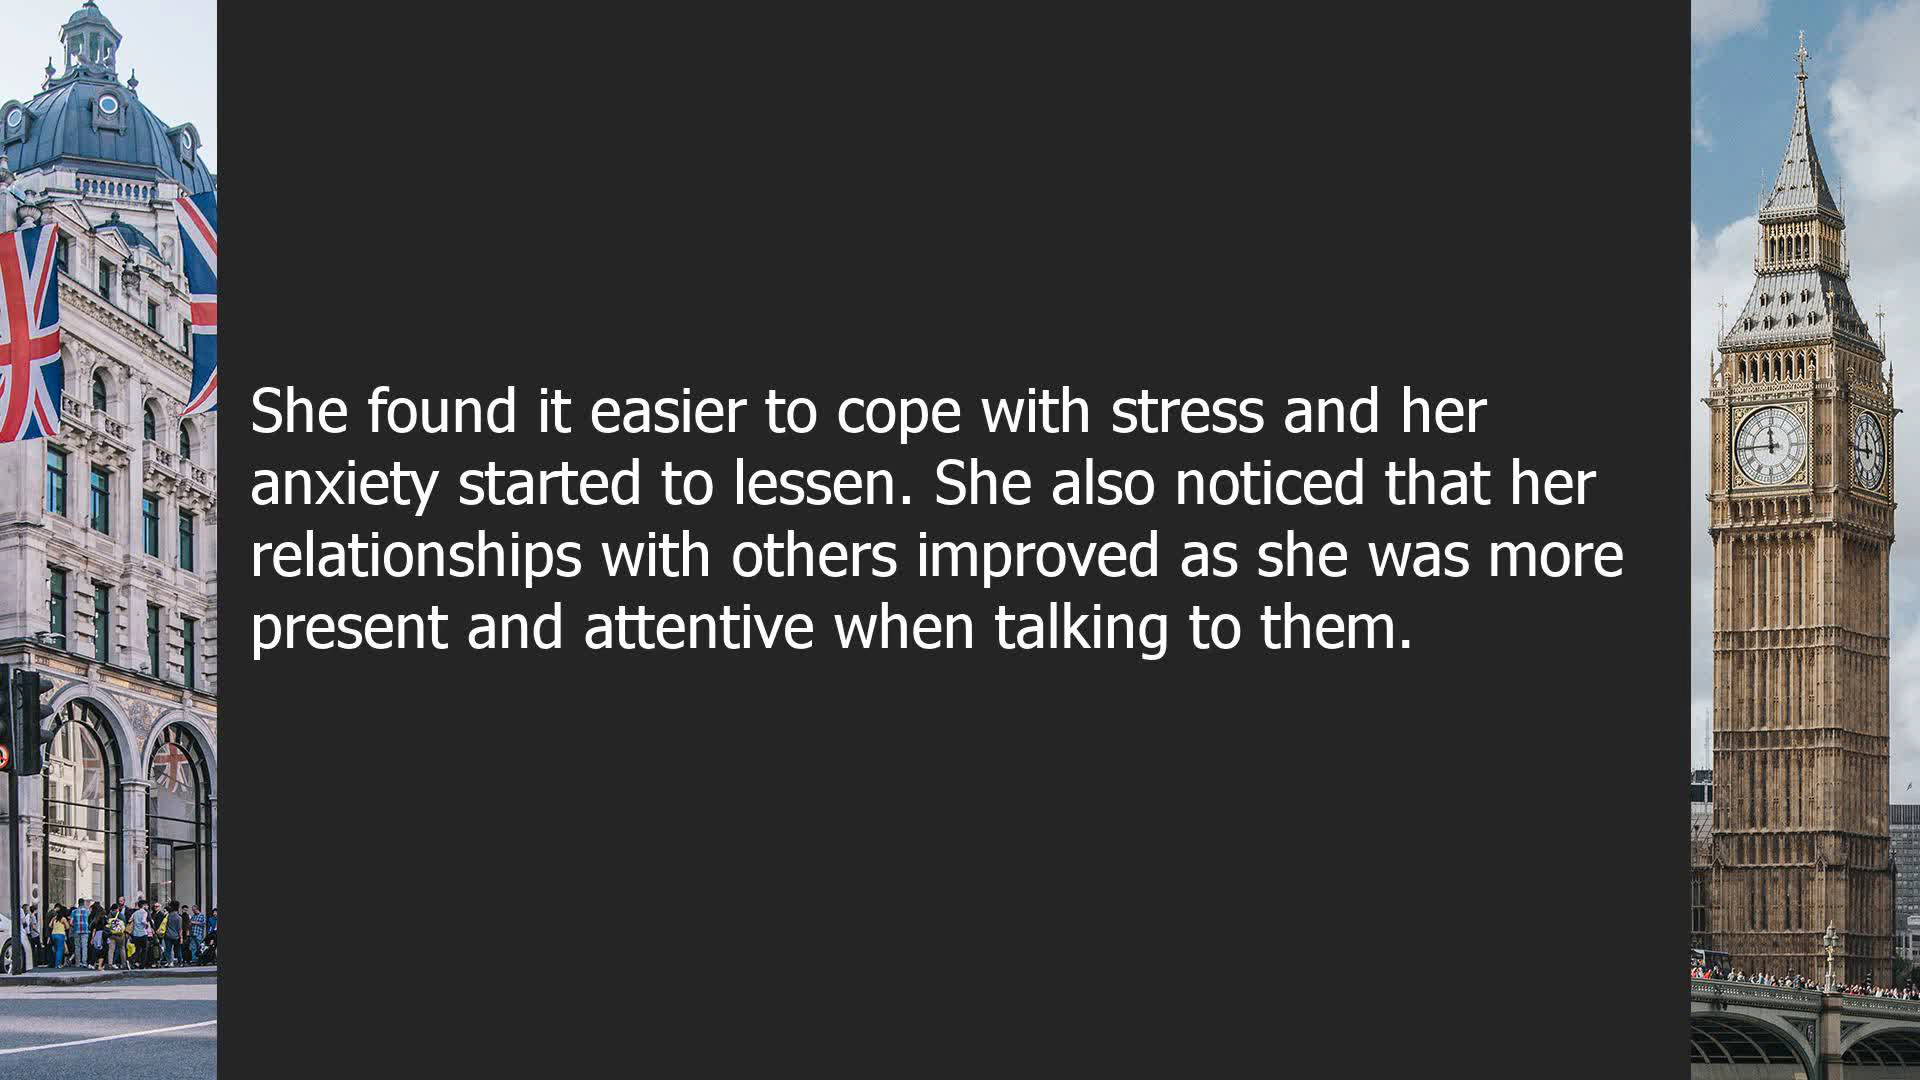 She found it easier to cope with stress and her
anxiety started to lessen. She also noticed that her
relationships with others improved as she was more
present and attentive when talking to them.